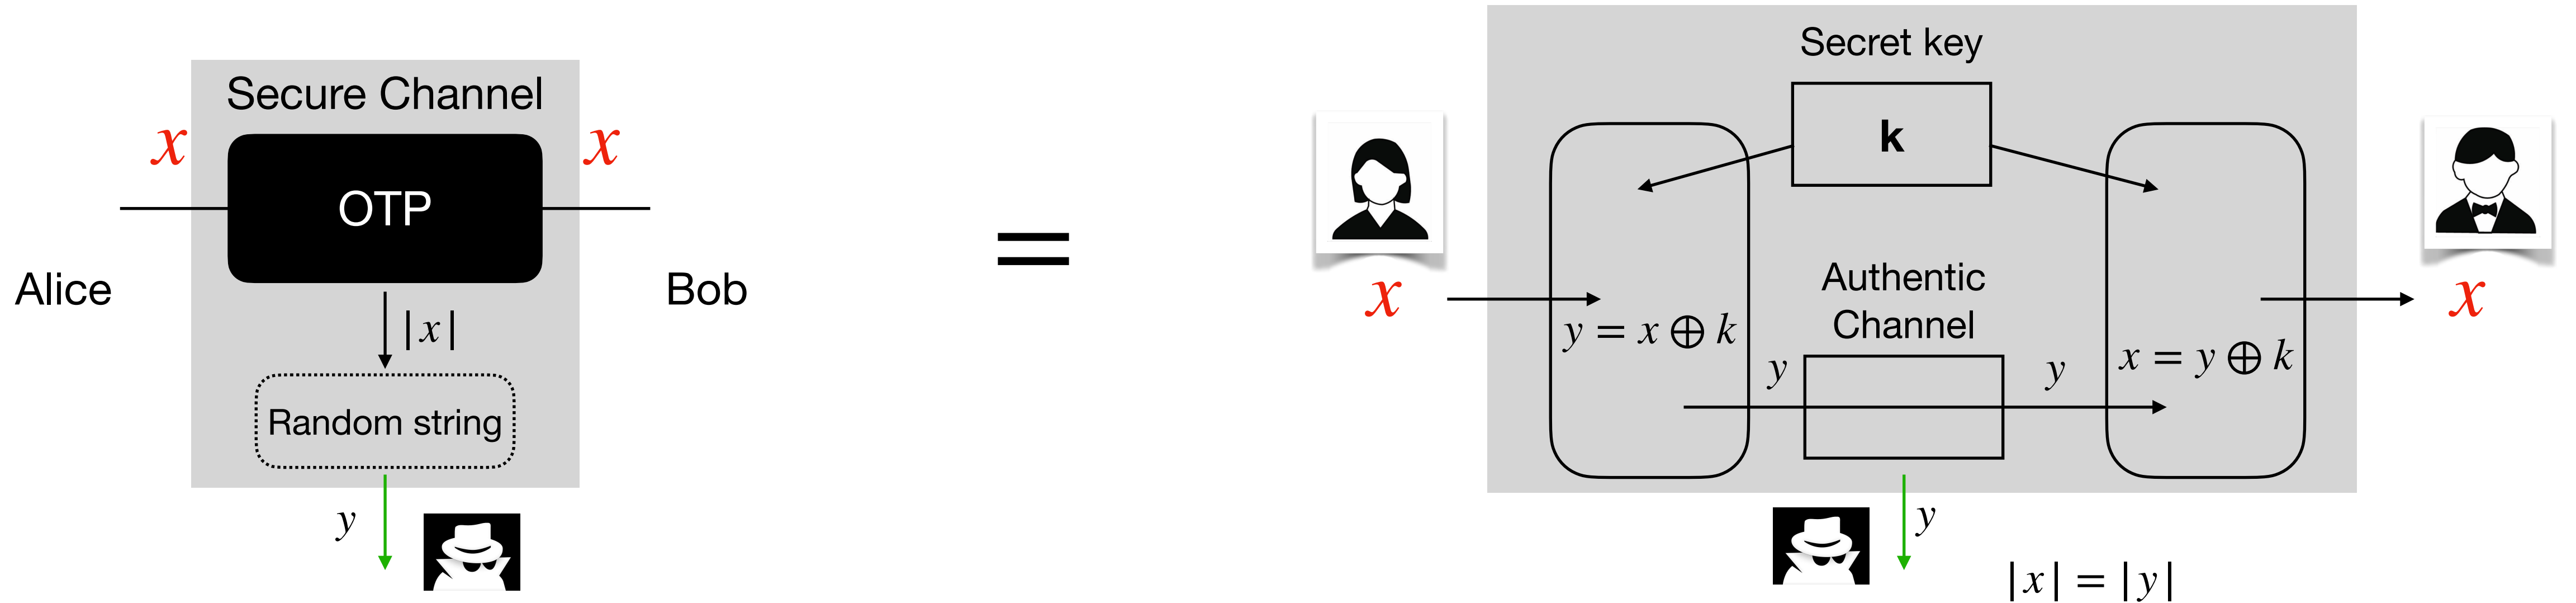 Secure Channel
x
x
OTP
Alice
Bob
|x|
Random string
y
=
Secret key
k
x
x
Authentic
Channel
y = x ⊕ k
y
y
x = y ⊕ k
y
|x| = |y|